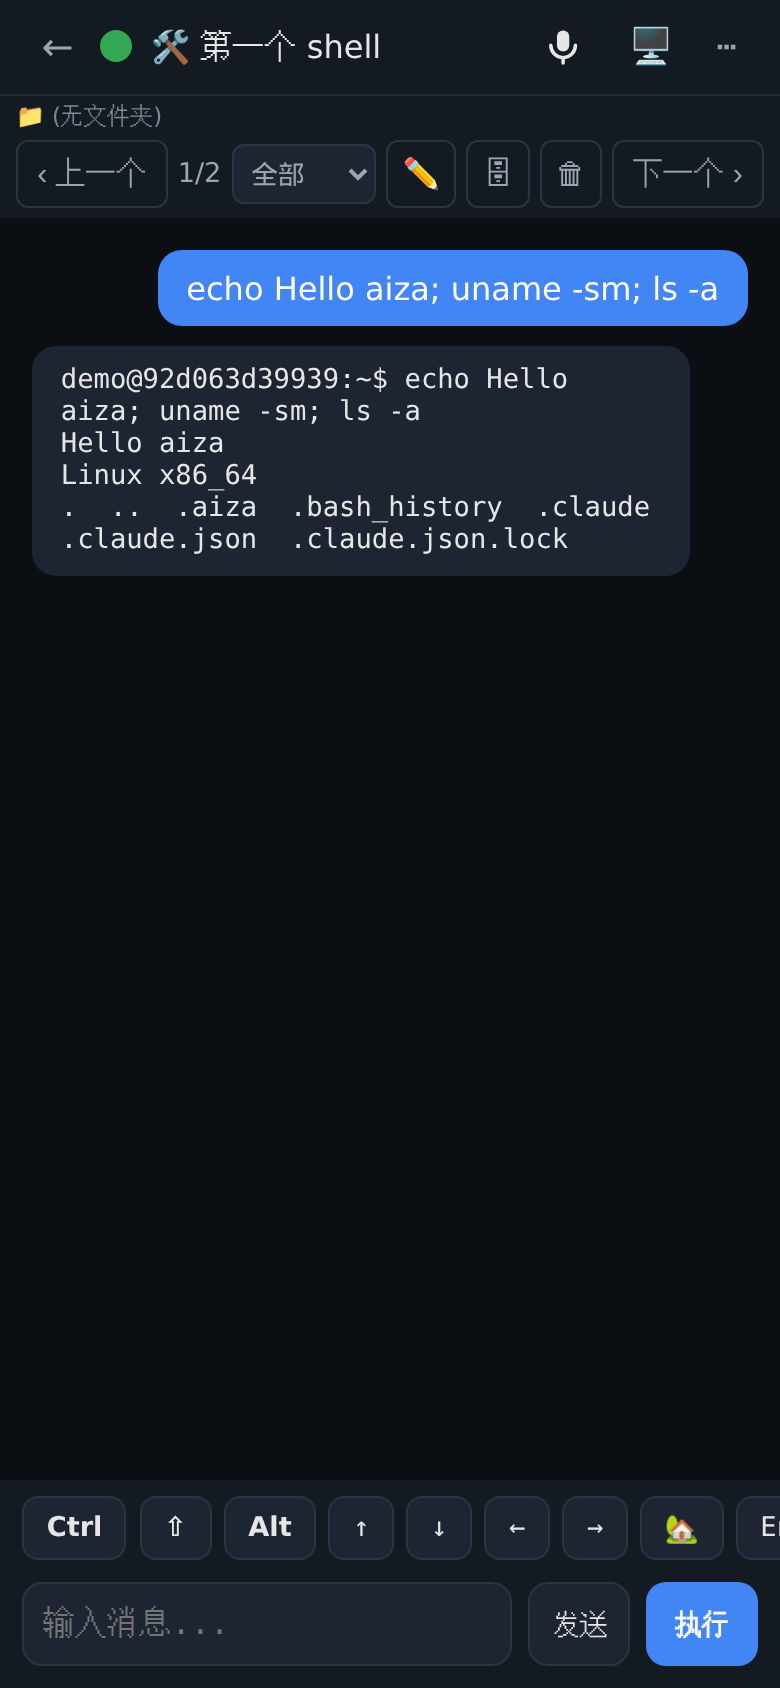 第一个 shell
(无文件夹)
‹ 上一个 1/2 全部 下一个 ›
echo Hello aiza; uname -sm; ls -a
demo@92d063d39939:~$ echo Hello
aiza; uname -sm; ls -a
Hello aiza
Linux x86_64
. .. .aiza .bash_history .claude
.claude.json .claude.json.lock
Ctrl ⇧ Alt ↑ ↓ ← →
输入消息...
发送 执行